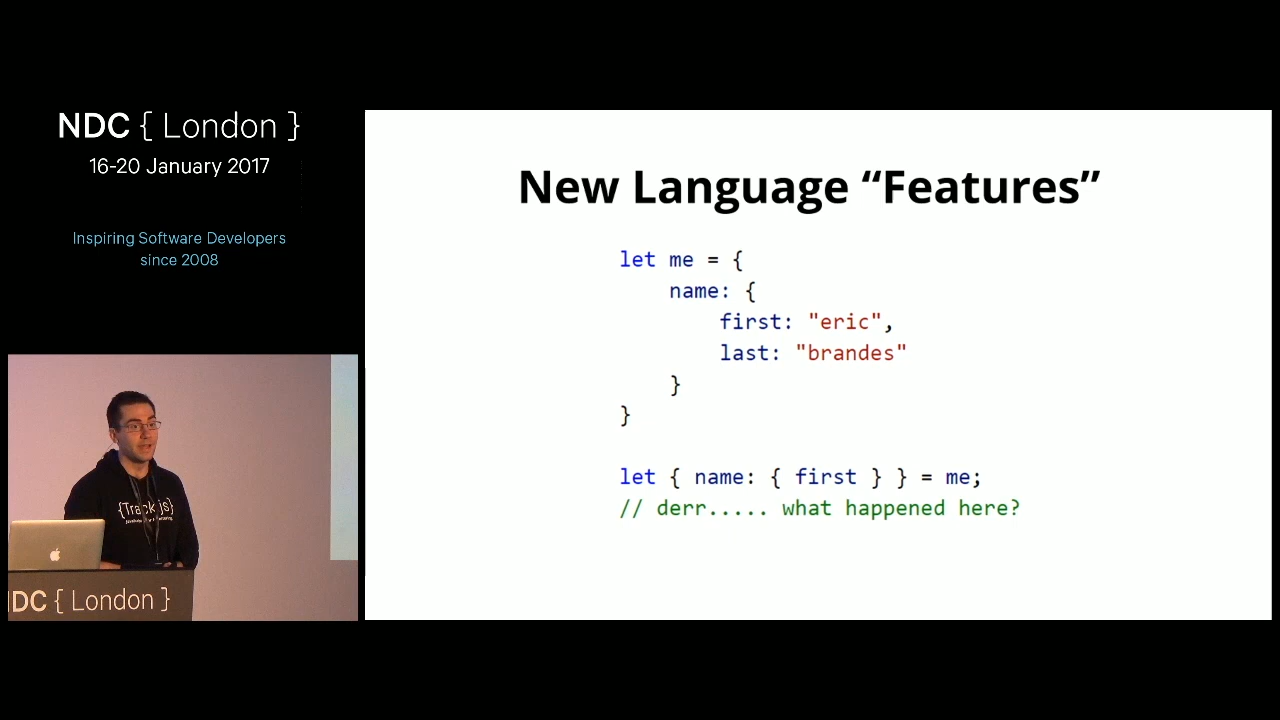 NDC { London }
16-20 January 2017
Inspiring Software Developers
since 2008
New Language “Features”
let me = {
name: {
first: "eric",
last: "brandes"
}
}
let { name: { first } } = me;
// derr..... what happened here?
{Track js}
DC { London }